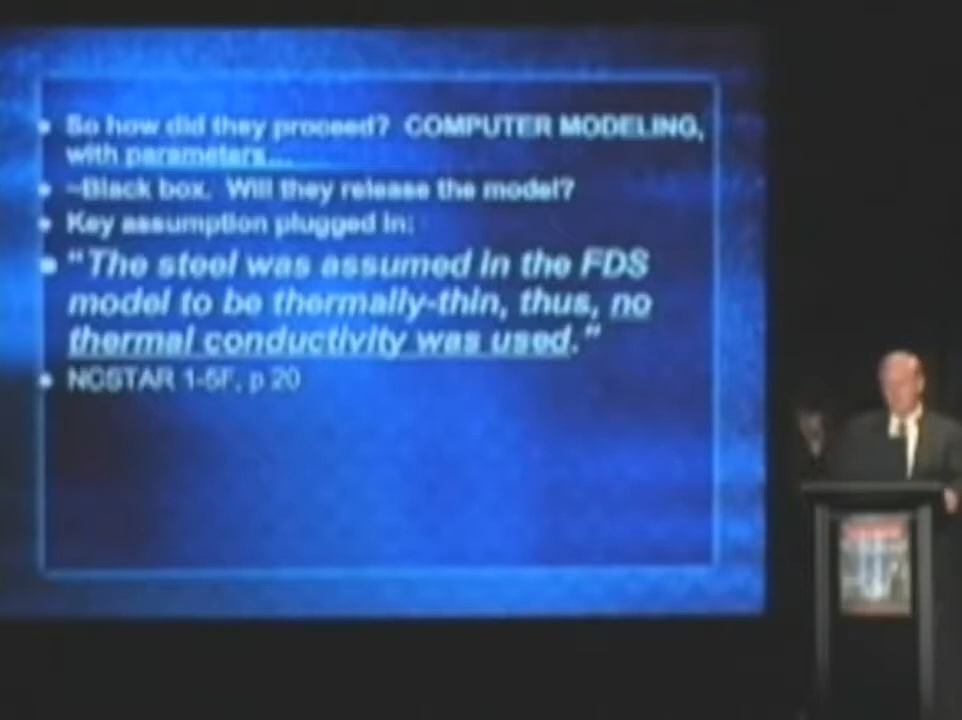 • So how did they proceed? COMPUTER MODELING,
with parameters...
• ~Black box. Will they release the model?
• Key assumption plugged in:
• “The steel was assumed in the FDS
model to be thermally-thin, thus, no
thermal conductivity was used.”
• NCSTAR 1-5F, p 20